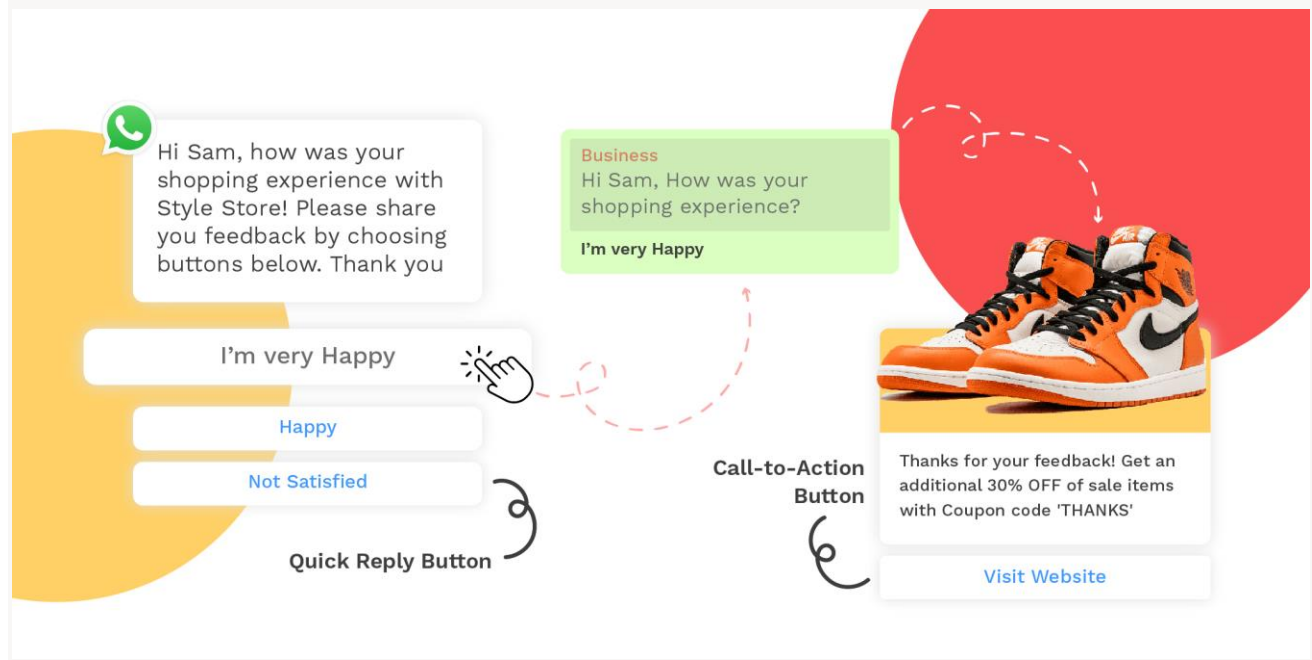 Hi Sam, how was your
shopping experience with
Style Store! Please share
you feedback by choosing
buttons below. Thank you
I'm very Happy
Happy
Not Satisfied
Quick Reply Button
Business
Hi Sam, How was your
shopping experience?
I'm very Happy
Call-to-Action
Button
Thanks for your feedback! Get an
additional 30% OFF of sale items
with Coupon code 'THANKS'
Visit Website